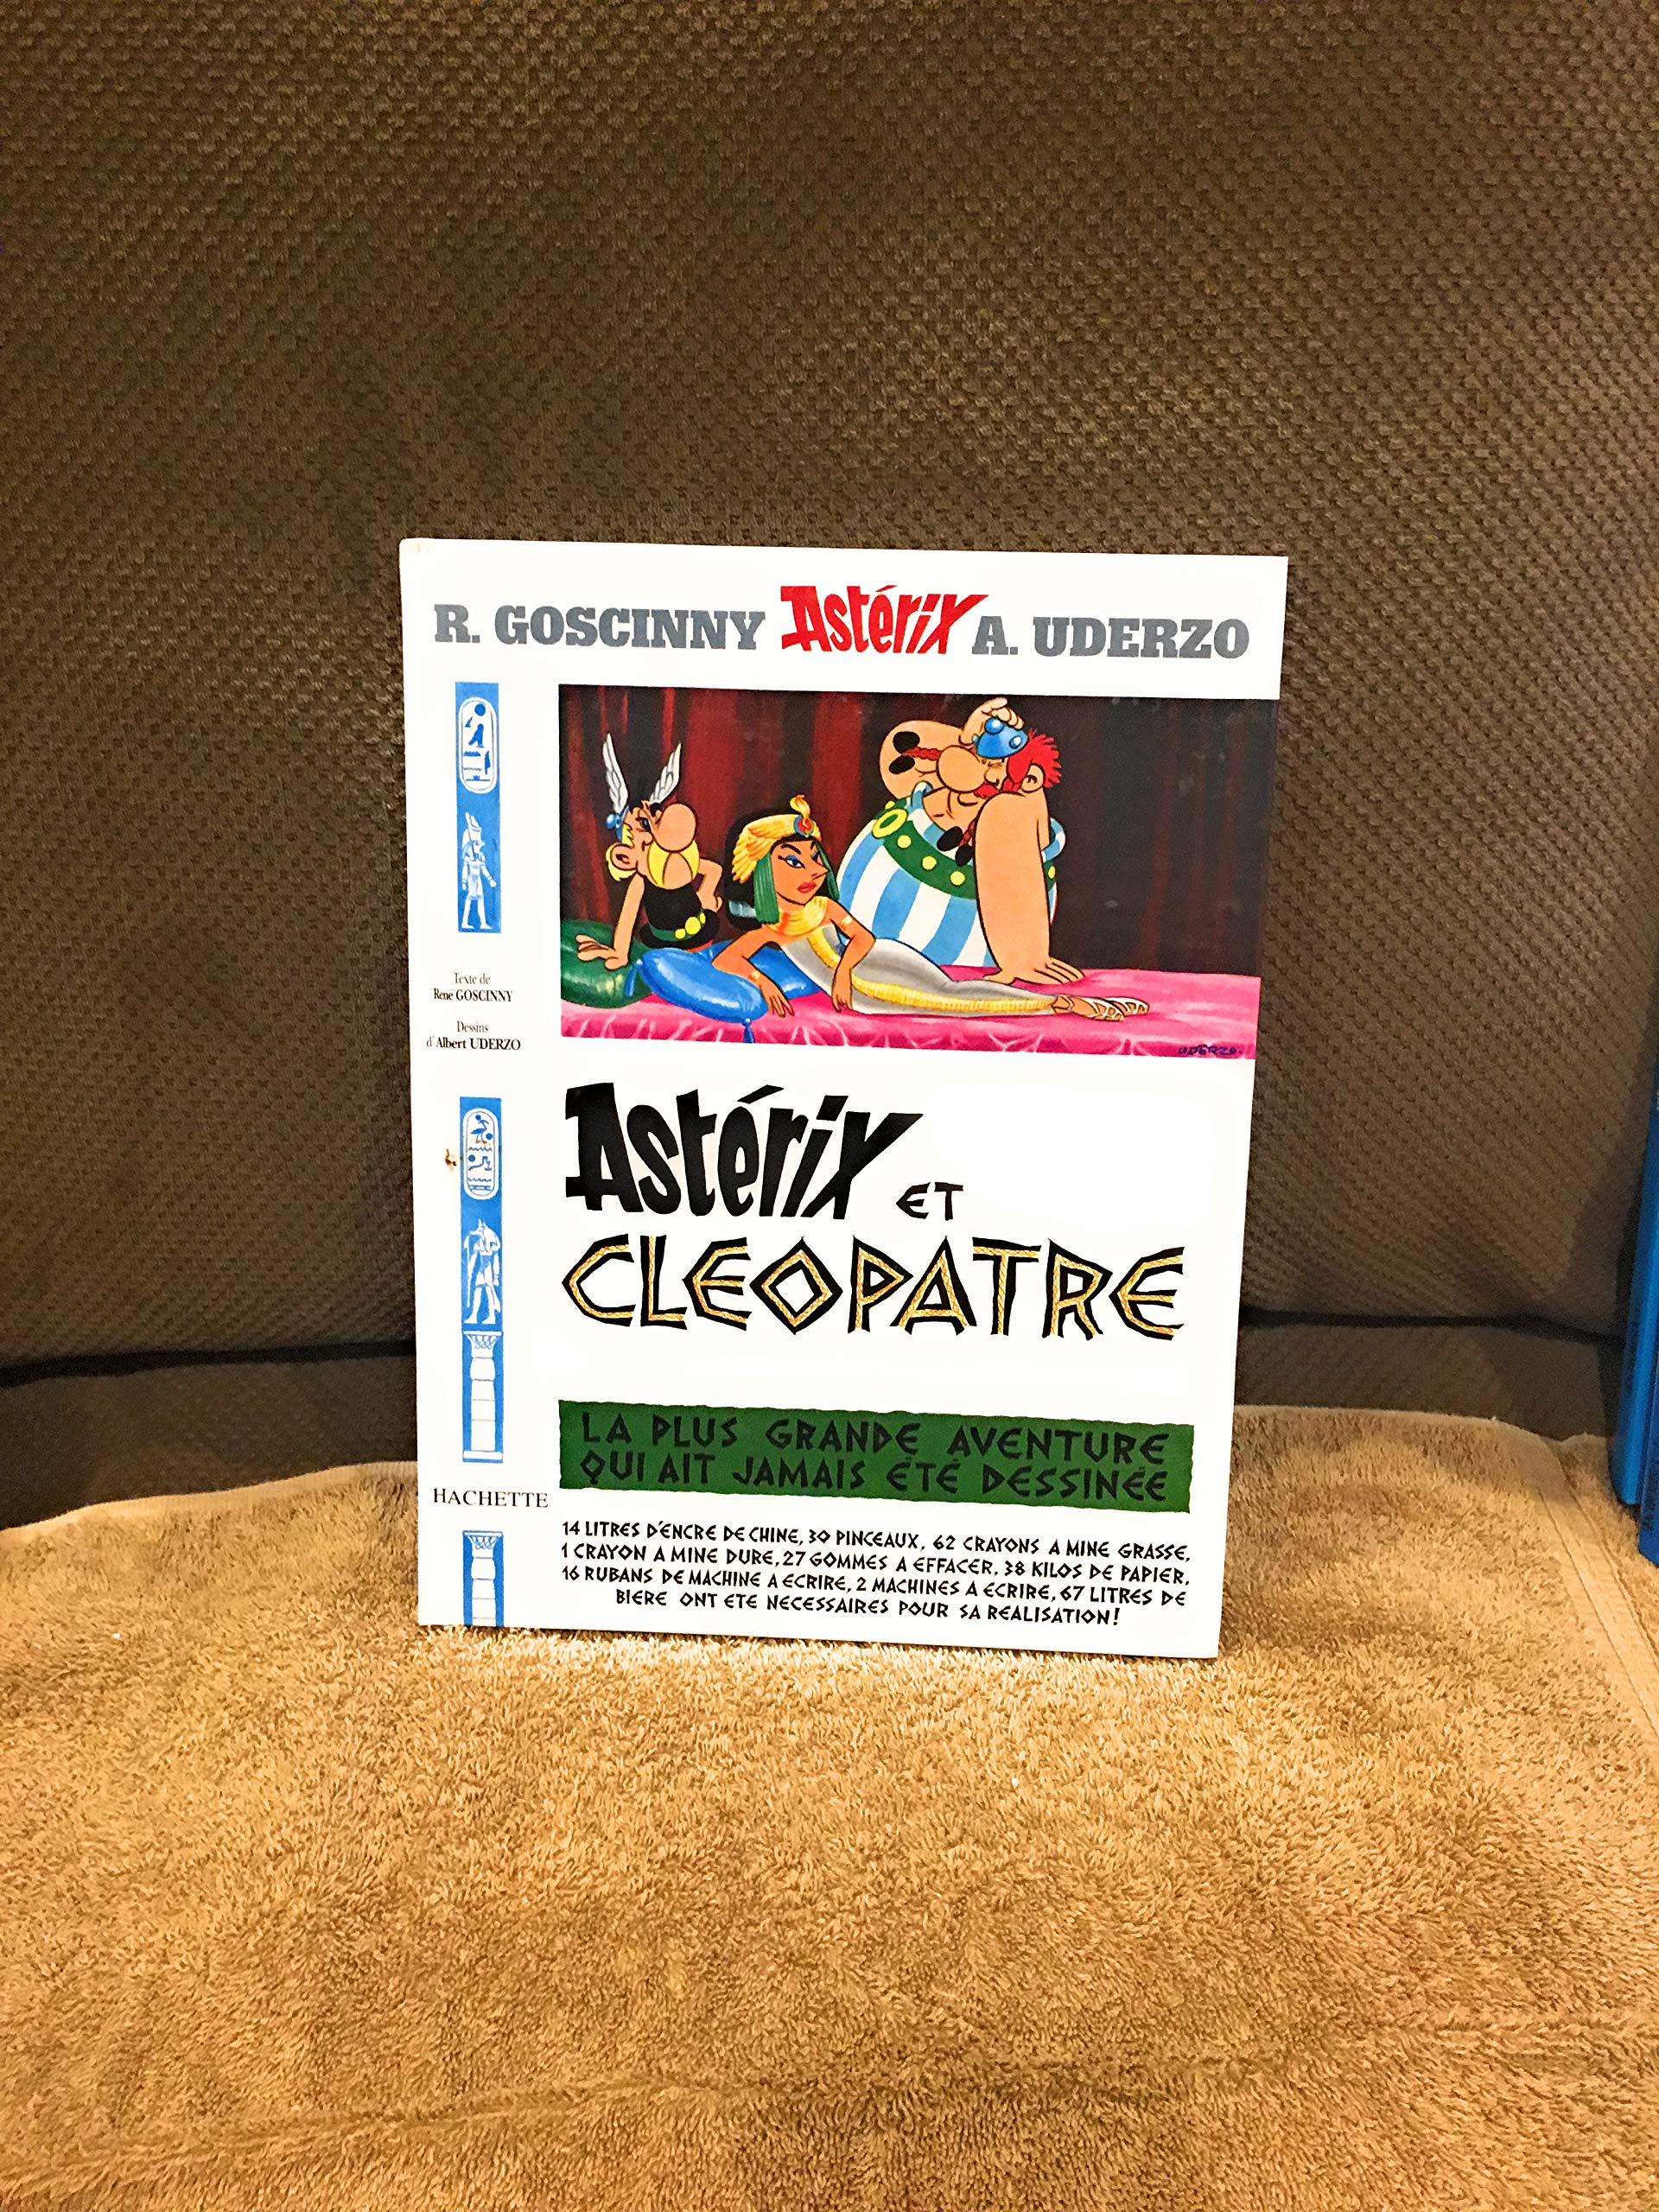 R. GOSCINNY Astérix A. UDERZO
Texte de
René GOSCINNY
Dessins
d'Albert UDERZO
UDERZO
Astérix ET
CLEOPATRE
LA PLUS GRANDE AVENTURE
QUI AIT JAMAIS ÉTÉ DESSINÉE
HACHETTE
14 LITRES D'ENCRE DE CHINE, 30 PINCEAUX, 62 CRAYONS A MINE GRASSE,
1 CRAYON A MINE DURE, 27 GOMMES A EFFACER, 38 KILOS DE PAPIER,
16 RUBANS DE MACHINE A ECRIRE, 2 MACHINES A ECRIRE, 67 LITRES DE
BIERE ONT ETE NECESSAIRES POUR SA REALISATION!